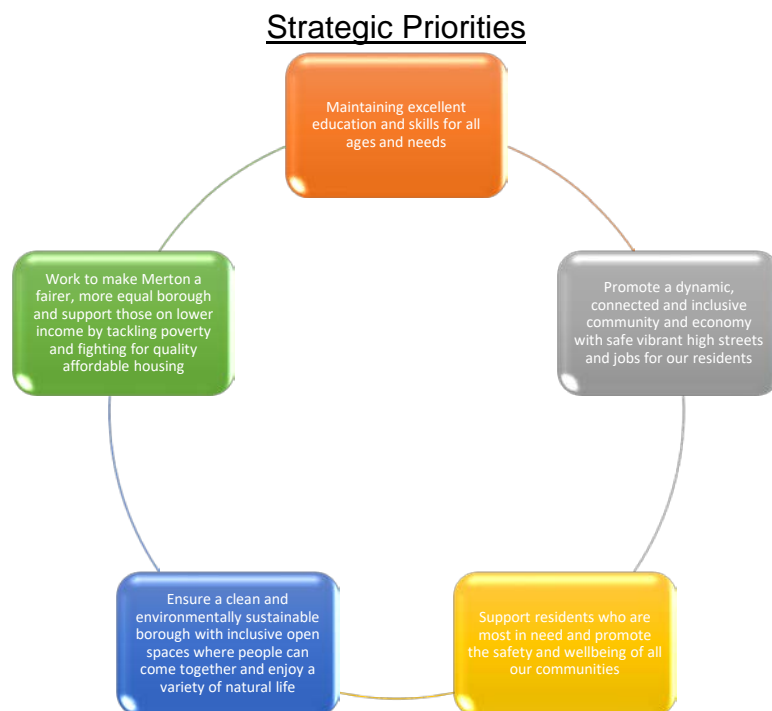 Strategic Priorities
Maintaining excellent
education and skills for all
ages and needs
Promote a dynamic,
connected and inclusive
community and economy
with safe vibrant high streets
and jobs for our residents
Support residents who are
most in need and promote
the safety and wellbeing of all
our communities
Ensure a clean and
environmentally sustainable
borough with inclusive open
spaces where people can
come together and enjoy a
variety of natural life
Work to make Merton a
fairer, more equal borough
and support those on lower
income by tackling poverty
and fighting for quality
affordable housing